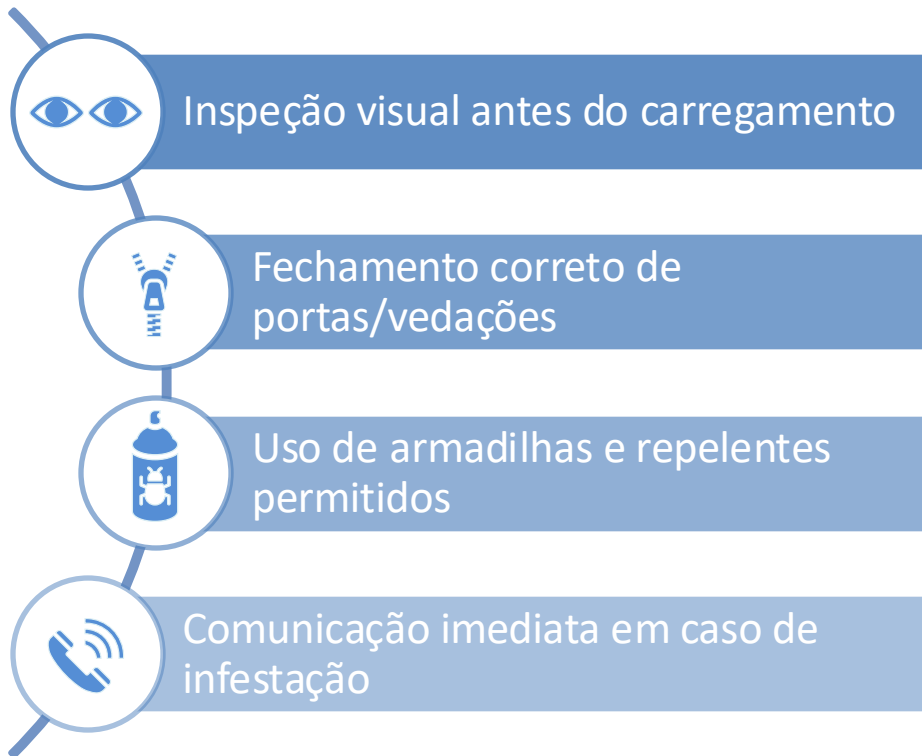 Inspeção visual antes do carregamento
Fechamento correto de
portas/vedações
Uso de armadilhas e repelentes
permitidos
Comunicação imediata em caso de
infestação